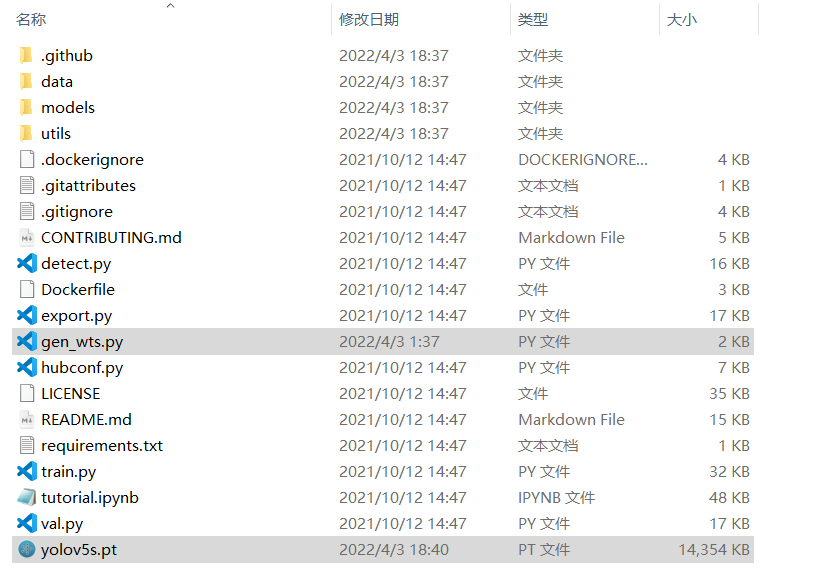 名称 修改日期 类型 大小
.github 2022/4/3 18:37 文件夹
data 2022/4/3 18:37 文件夹
models 2022/4/3 18:37 文件夹
utils 2022/4/3 18:37 文件夹
.dockerignore 2021/10/12 14:47 DOCKERIGNORE... 4 KB
.gitattributes 2021/10/12 14:47 文本文档 1 KB
.gitignore 2021/10/12 14:47 文本文档 4 KB
CONTRIBUTING.md 2021/10/12 14:47 Markdown File 5 KB
detect.py 2021/10/12 14:47 PY 文件 16 KB
Dockerfile 2021/10/12 14:47 文件 3 KB
export.py 2021/10/12 14:47 PY 文件 17 KB
gen_wts.py 2022/4/3 1:37 PY 文件 2 KB
hubconf.py 2021/10/12 14:47 PY 文件 7 KB
LICENSE 2021/10/12 14:47 文件 35 KB
README.md 2021/10/12 14:47 Markdown File 15 KB
requirements.txt 2021/10/12 14:47 文本文档 1 KB
train.py 2021/10/12 14:47 PY 文件 32 KB
tutorial.ipynb 2021/10/12 14:47 IPYNB 文件 48 KB
val.py 2021/10/12 14:47 PY 文件 17 KB
yolov5s.pt 2022/4/3 18:40 PT 文件 14,354 KB